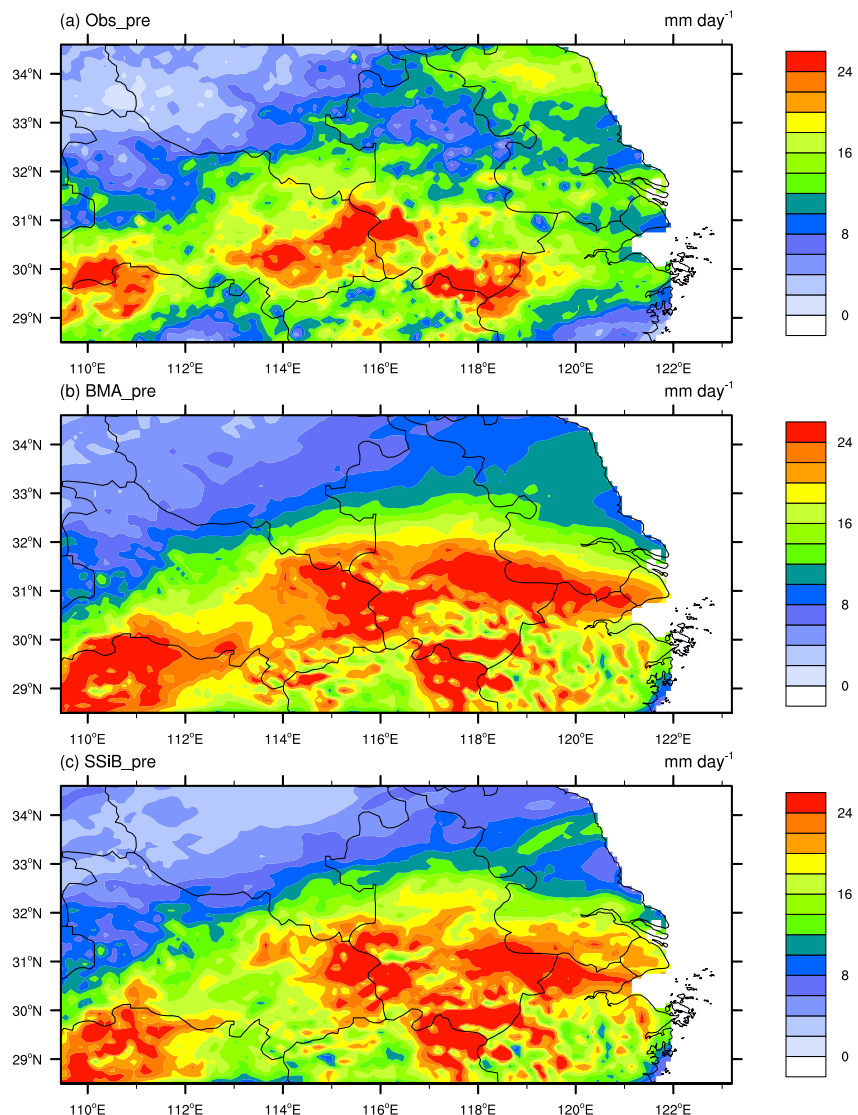 (a) Obs_pre mm day⁻¹
34°N
33°N
32°N
31°N
30°N
29°N
24
16
8
0
110°E 112°E 114°E 116°E 118°E 120°E 122°E
(b) BMA_pre mm day⁻¹
34°N
33°N
32°N
31°N
30°N
29°N
24
16
8
0
110°E 112°E 114°E 116°E 118°E 120°E 122°E
(c) SSiB_pre mm day⁻¹
34°N
33°N
32°N
31°N
30°N
29°N
24
16
8
0
110°E 112°E 114°E 116°E 118°E 120°E 122°E